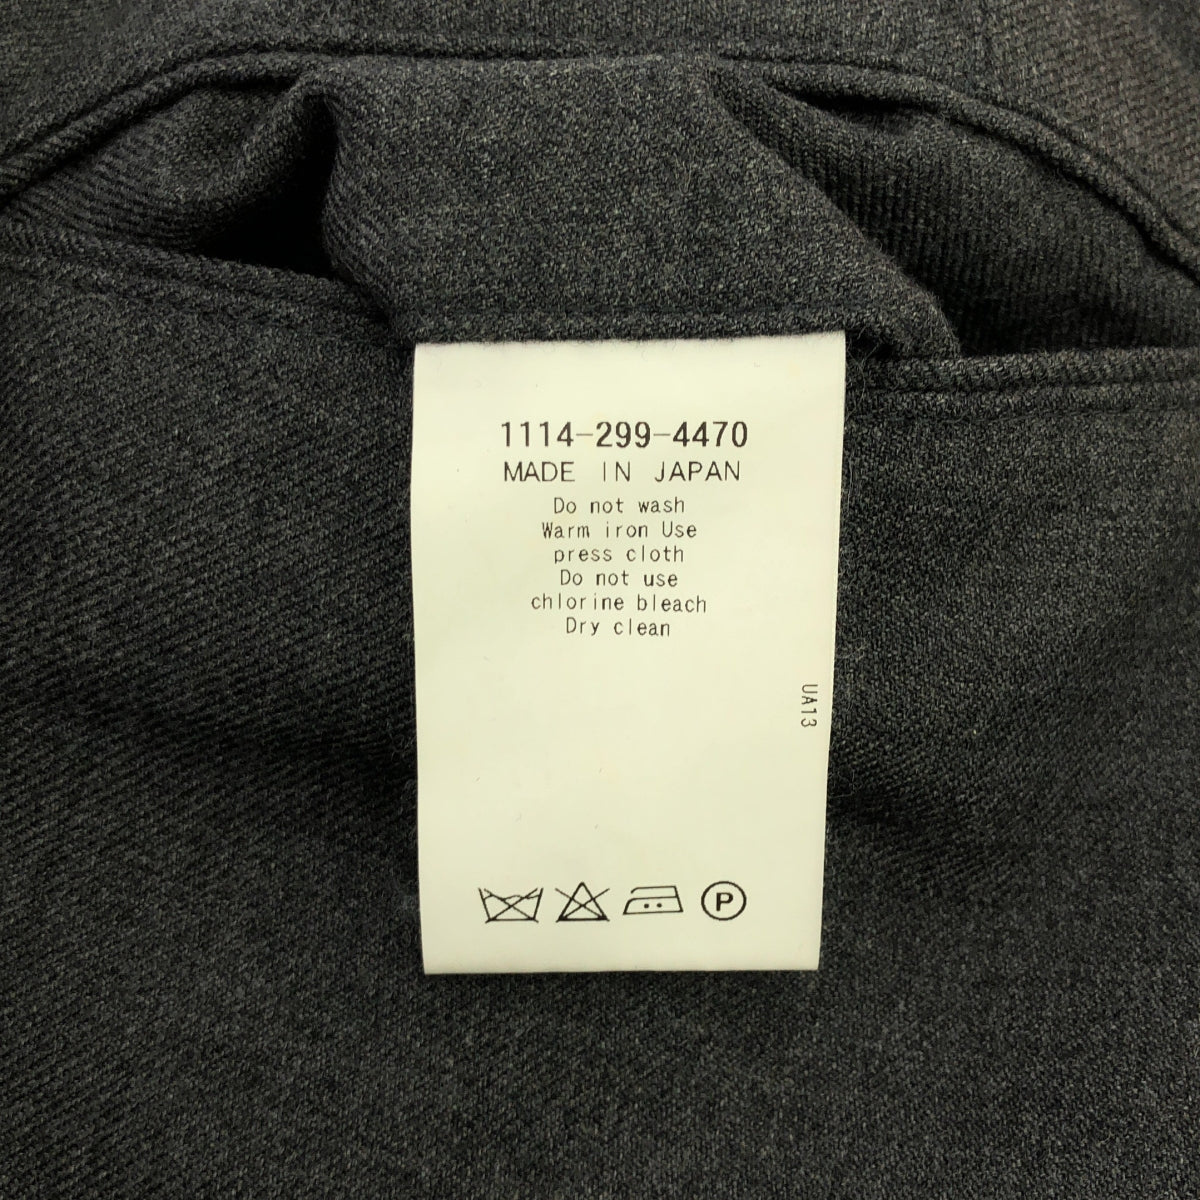 1114-299-4470
MADE IN JAPAN
Do not wash
Warm iron Use
press cloth
Do not use
chlorine bleach
Dry clean
UA13
P